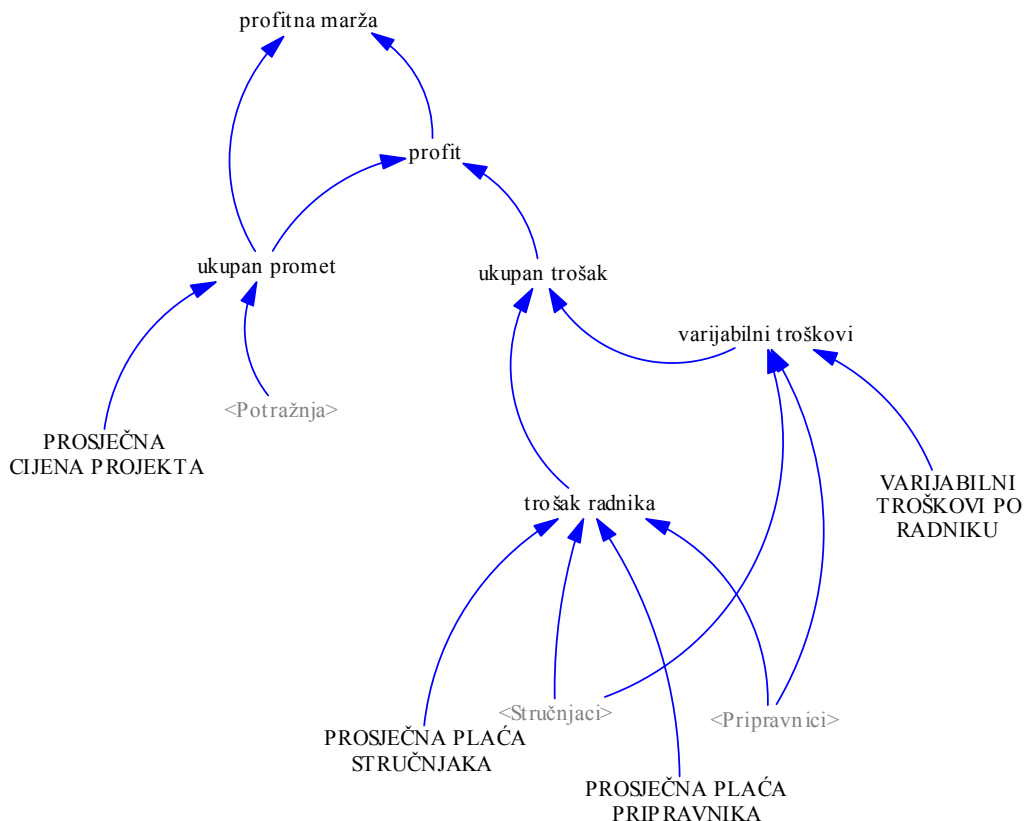 profitna marža
profit
ukupan promet
ukupan trošak
varijabilni troškovi
<Potražnja>
PROSJEČNA
CIJENA PROJEKTA
trošak radnika
VARIJABILNI
TROŠKOVI PO
RADNIKU
<Stručnjaci>
<Pripravnici>
PROSJEČNA PLAĆA
STRUČNJAKA
PROSJEČNA PLAĆA
PRIPRAVNIKA